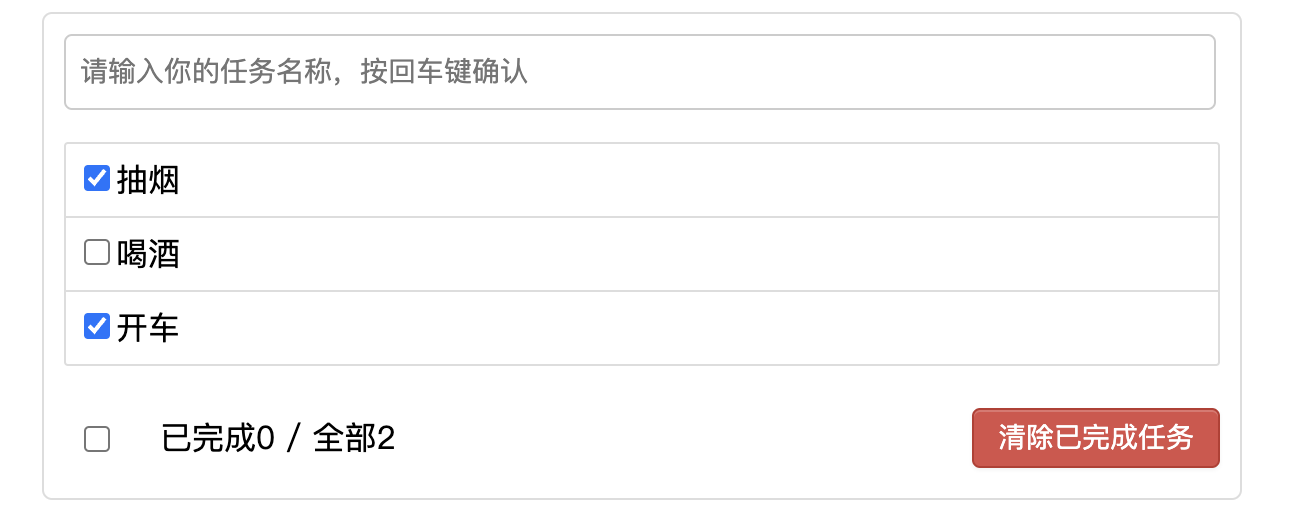 请输入你的任务名称，按回车键确认
抽烟
喝酒
开车
已完成0 / 全部2
清除已完成任务